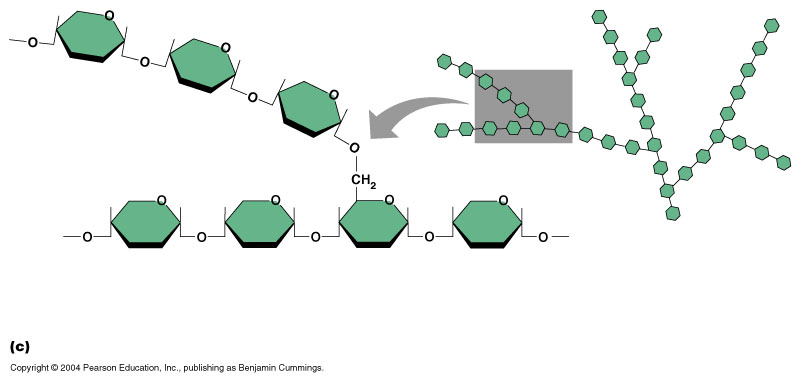 O
O O
O O
O O
O
CH2
O O O O
O O O O O
(c)
Copyright © 2004 Pearson Education, Inc., publishing as Benjamin Cummings.